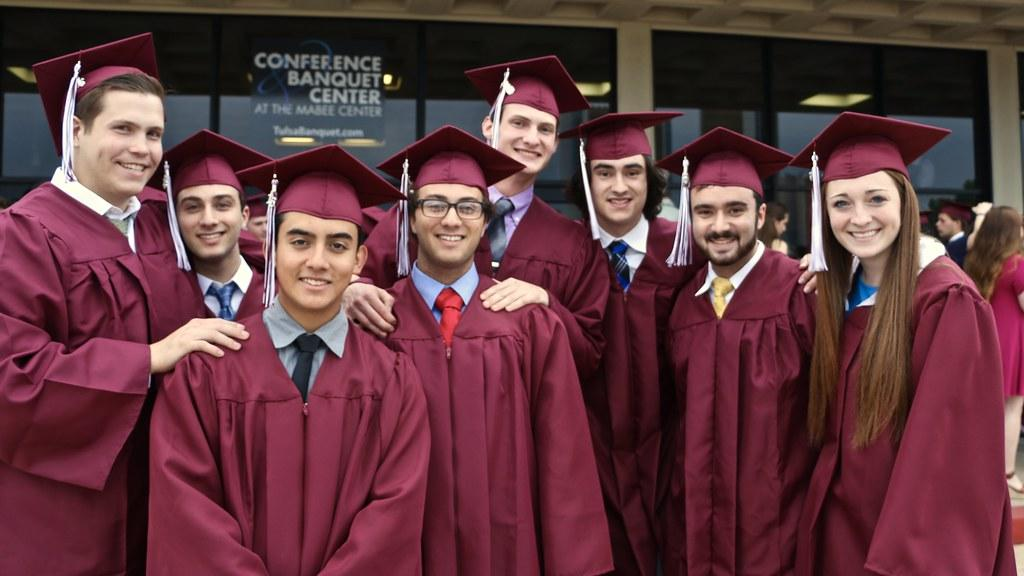 CONFERENCE
& BANQUET
CENTER
AT THE MABEE CENTER
TulsaBanquet.com